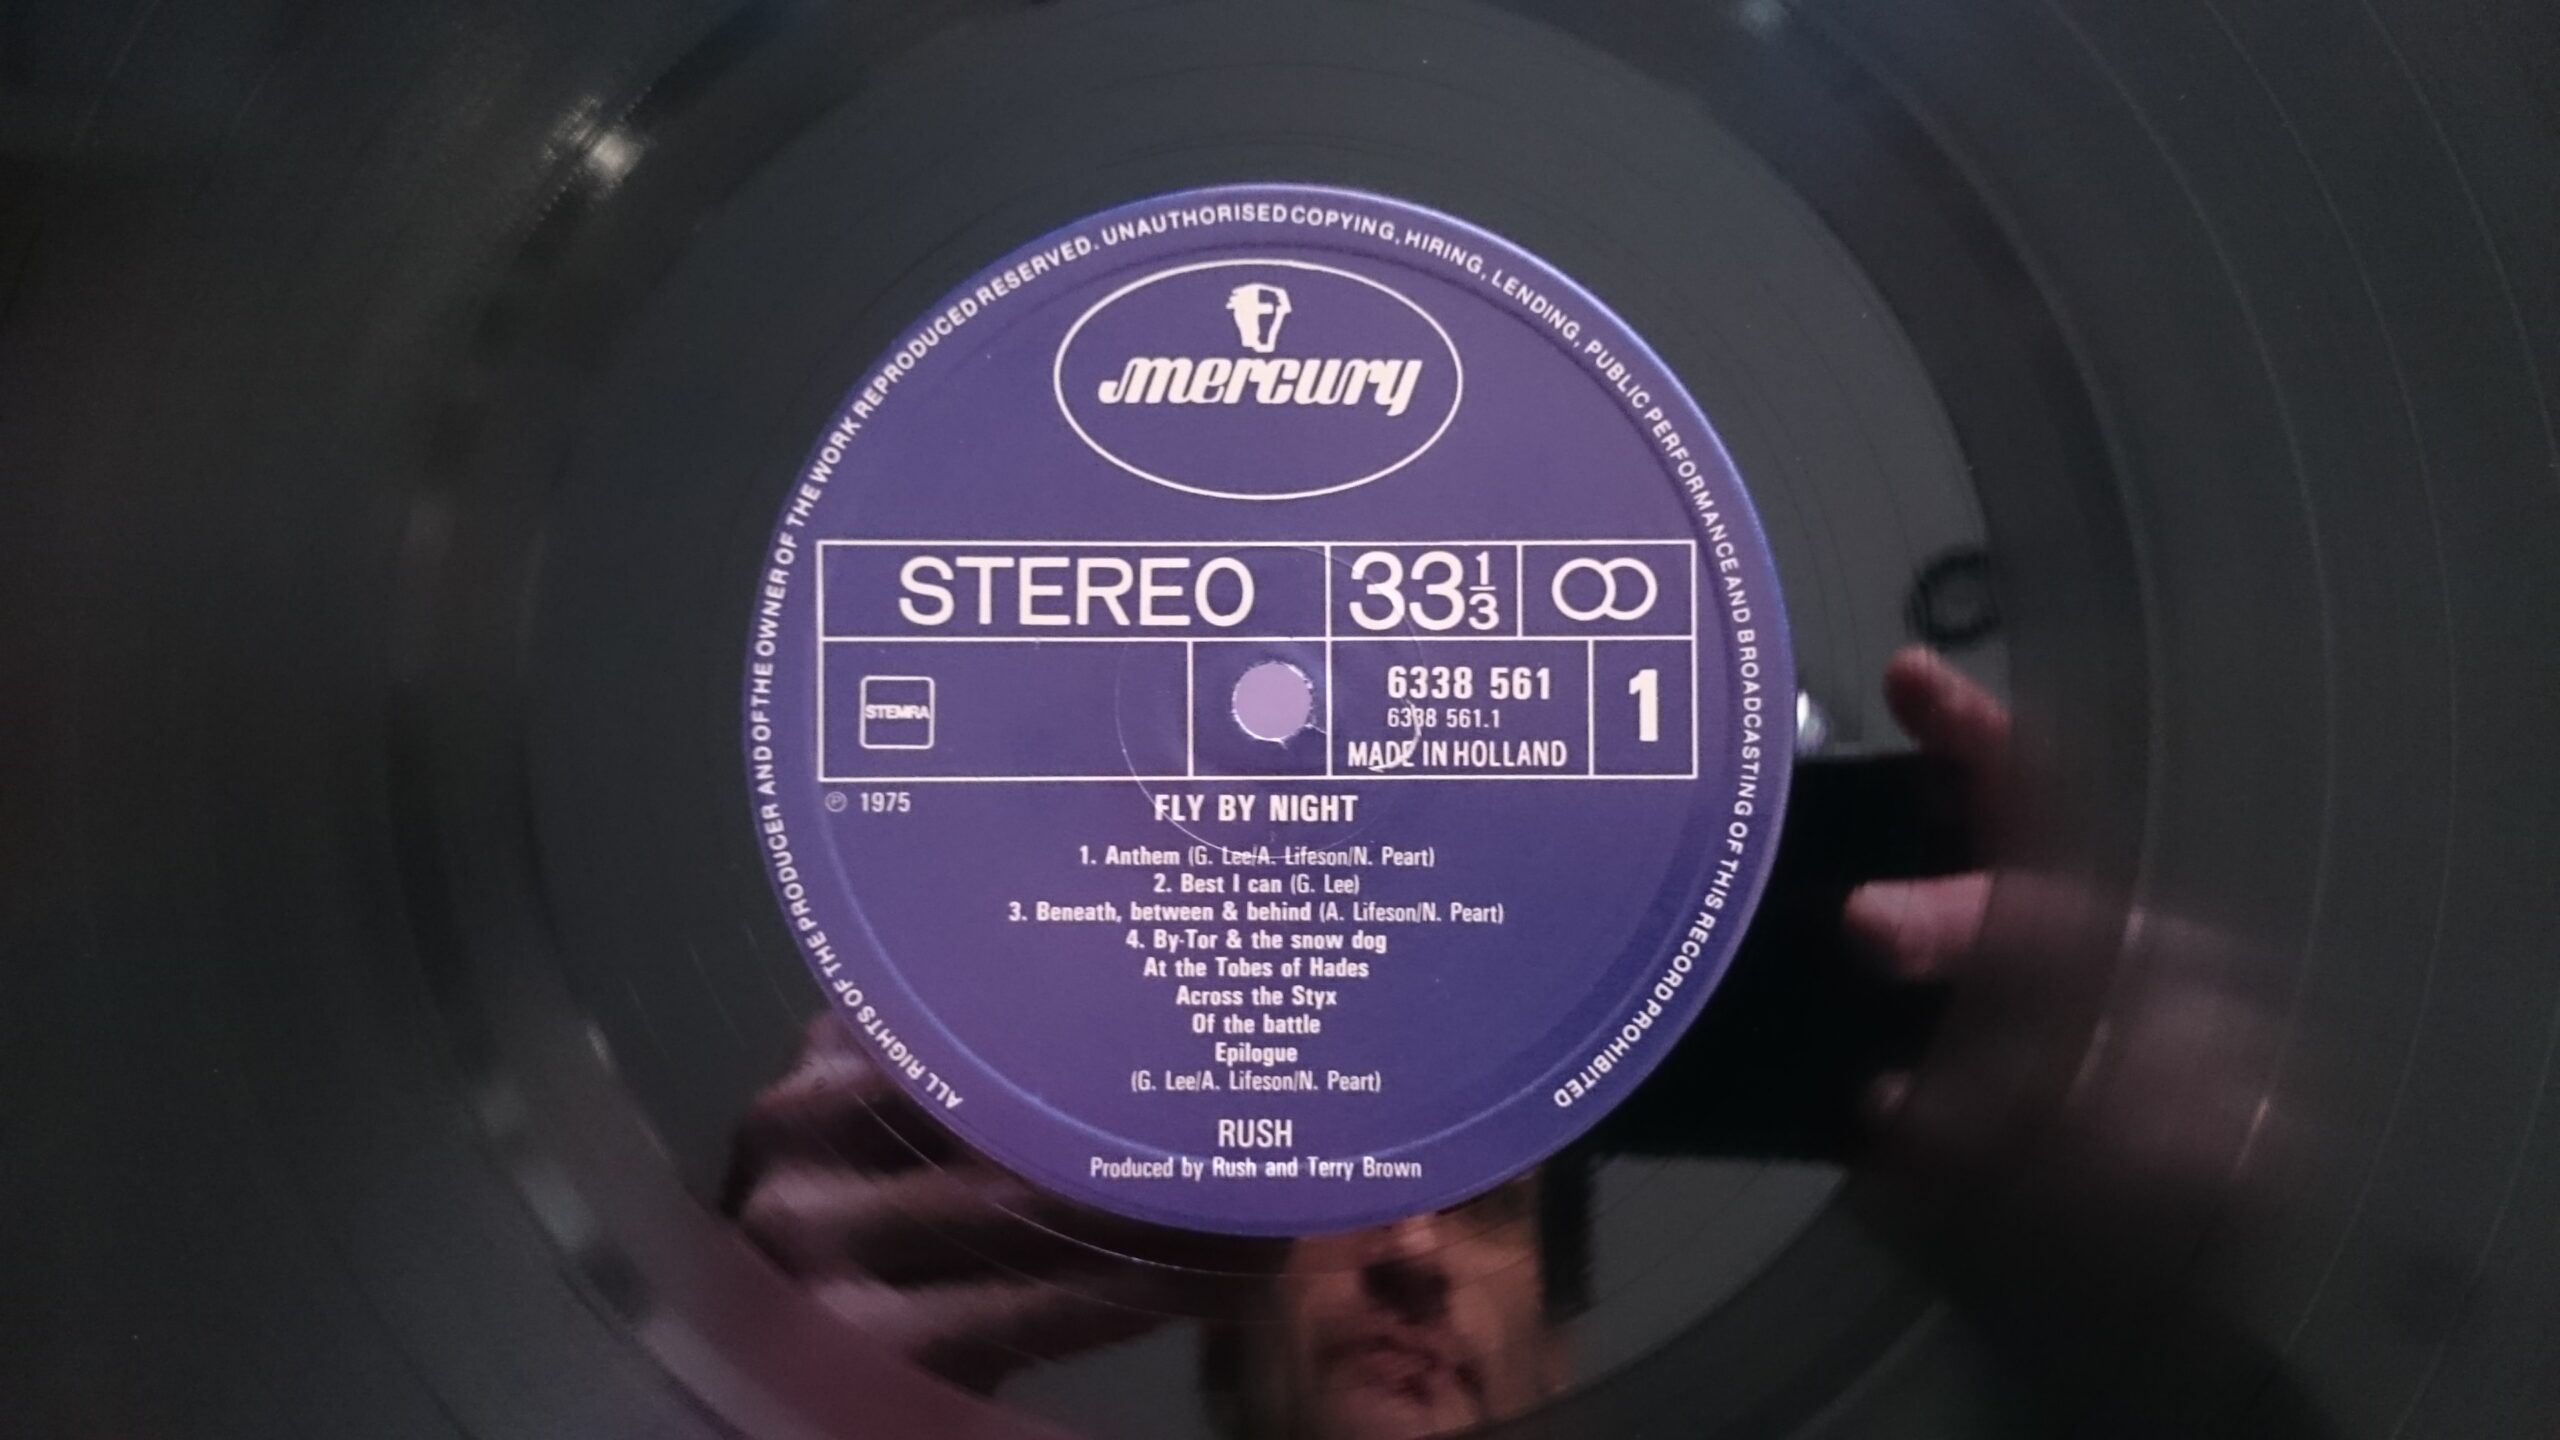 ALL RIGHTS OF THE PRODUCER AND OF THE OWNER OF THE WORK REPRODUCED RESERVED. UNAUTHORISED COPYING, HIRING, LENDING, PUBLIC PERFORMANCE AND BROADCASTING OF THIS RECORD PROHIBITED
mercury
STEREO 33 1/3
STEMRA
6338 561
6338 561.1
MADE IN HOLLAND
1
℗ 1975
FLY BY NIGHT
1. Anthem (G. Lee/A. Lifeson/N. Peart)
2. Best I can (G. Lee)
3. Beneath, between & behind (A. Lifeson/N. Peart)
4. By-Tor & the snow dog
At the Tobes of Hades
Across the Styx
Of the battle
Epilogue
(G. Lee/A. Lifeson/N. Peart)
RUSH
Produced by Rush and Terry Brown